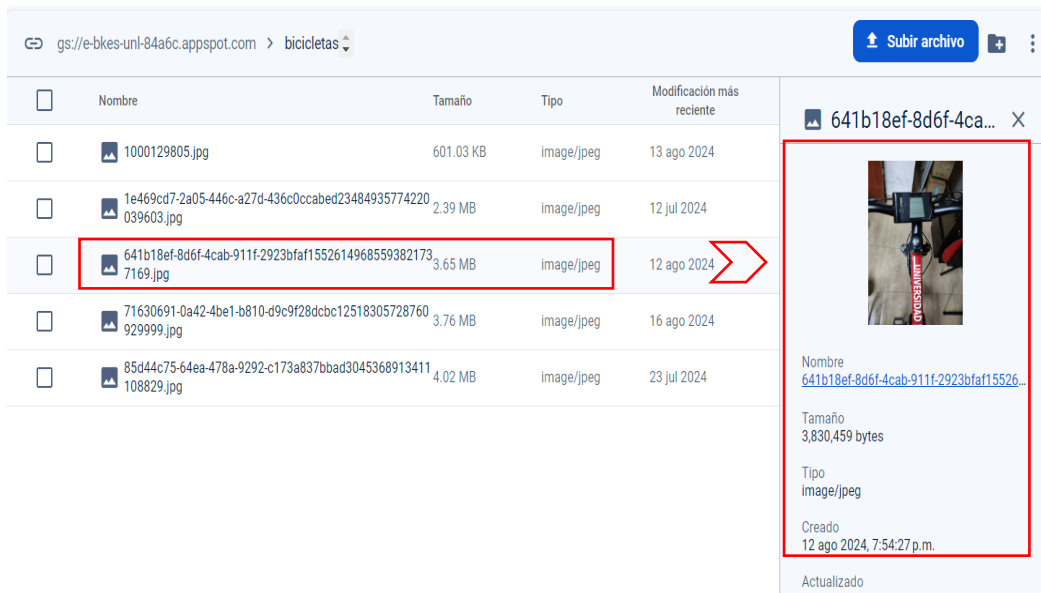 gs://e-bkes-unl-84a6c.appspot.com > bicicletas
Subir archivo
Nombre Tamaño Tipo Modificación más
reciente
1000129805.jpg 601.03 KB image/jpeg 13 ago 2024
1e469cd7-2a05-446c-a27d-436c0ccabed23484935774220
039603.jpg
2.39 MB image/jpeg 12 jul 2024
641b18ef-8d6f-4cab-911f-2923bfaf1552614968559382173
7169.jpg
3.65 MB image/jpeg 12 ago 2024
71630691-0a42-4be1-b810-d9c9f28dcbc12518305728760
929999.jpg
3.76 MB image/jpeg 16 ago 2024
85d44c75-64ea-478a-9292-c173a837bbad3045368913411
108829.jpg
4.02 MB image/jpeg 23 jul 2024
641b18ef-8d6f-4ca...
UNIVERSIDAD
Nombre
641b18ef-8d6f-4cab-911f-2923bfaf15526...
Tamaño
3,830,459 bytes
Tipo
image/jpeg
Creado
12 ago 2024, 7:54:27 p.m.
Actualizado